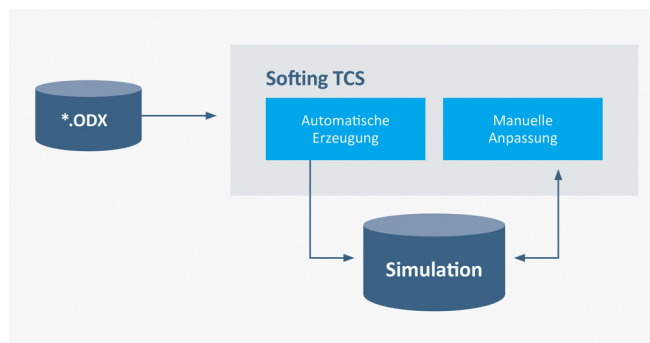 Softing TCS
*.ODX
Automatische
Erzeugung
Manuelle
Anpassung
Simulation